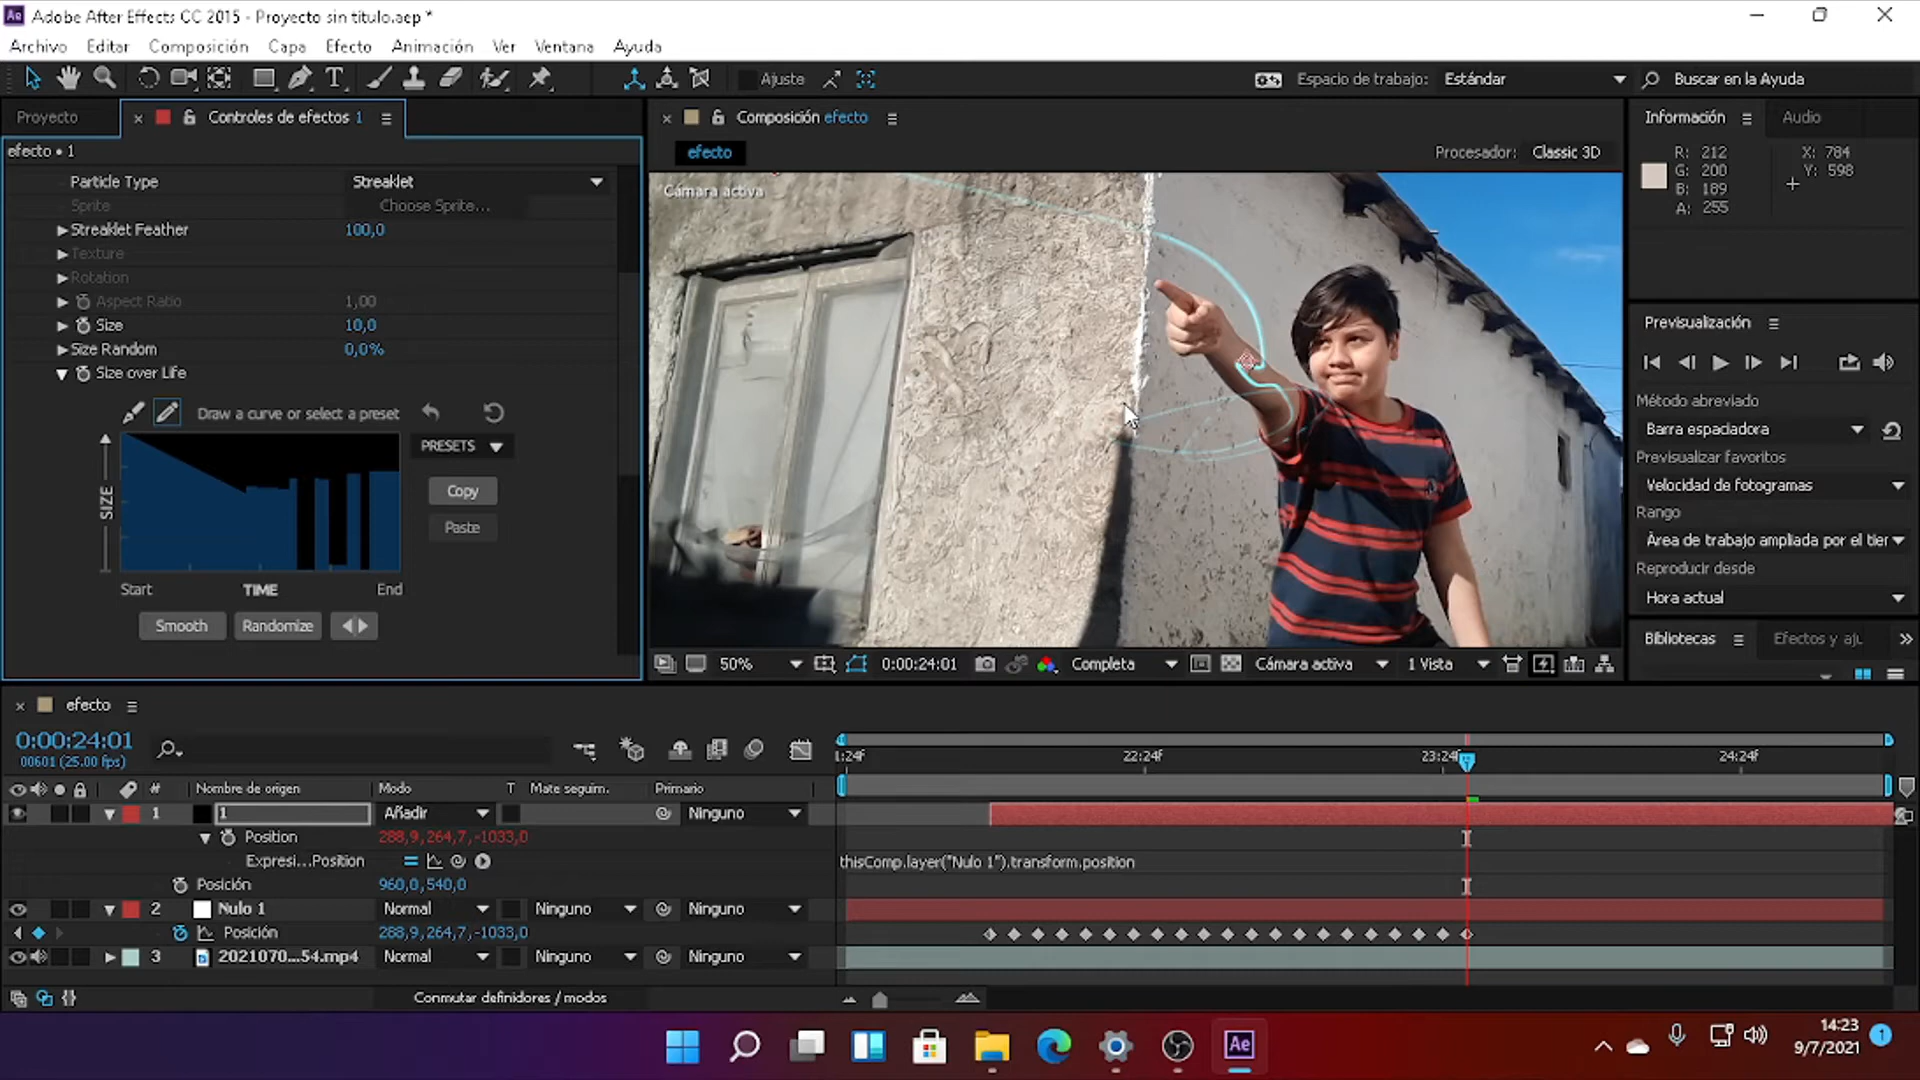 Adobe After Effects CC 2015 - Proyecto sin título.aep *
Archivo Editar Composición Capa Efecto Animación Ver Ventana Ayuda
Ajuste Espacio de trabajo: Estándar Buscar en la Ayuda
Proyecto Controles de efectos 1
efecto • 1
Particle Type Streaklet
Sprite Choose Sprite...
Streaklet Feather 100,0
Texture
Rotation
Aspect Ratio 1,00
Size 10,0
Size Random 0,0%
Size over Life
Draw a curve or select a preset
PRESETS
Copy
Paste
SIZE
Start TIME End
Smooth Randomize
Composición efecto
efecto
Procesador: Classic 3D
Cámara activa
50% 0:00:24:01 Completa Cámara activa 1 Vista
Información Audio
R: 212 X: 784
G: 200 Y: 598
B: 189
A: 255
Previsualización
Método abreviado
Barra espaciadora
Previsualizar favoritos
Velocidad de fotogramas
Rango
Área de trabajo ampliada por el tier
Reproducir desde
Hora actual
Bibliotecas Efectos y aju
efecto
0:00:24:01
00601 (25.00 fps)
1:24f 22:24f 23:24f 24:24f
# Nombre de origen Modo T Mate seguim. Primario
1 1 Añadir Ninguno
Position 288,9,264,7,-1033,0
Expresi...Position thisComp.layer("Nulo 1").transform.position
Posición 960,0,540,0
2 Nulo 1 Normal Ninguno Ninguno
Posición 288,9,264,7,-1033,0
3 2021070...54.mp4 Normal Ninguno Ninguno
Conmutar definidores / modos
Ae
14:23
9/7/2021
1